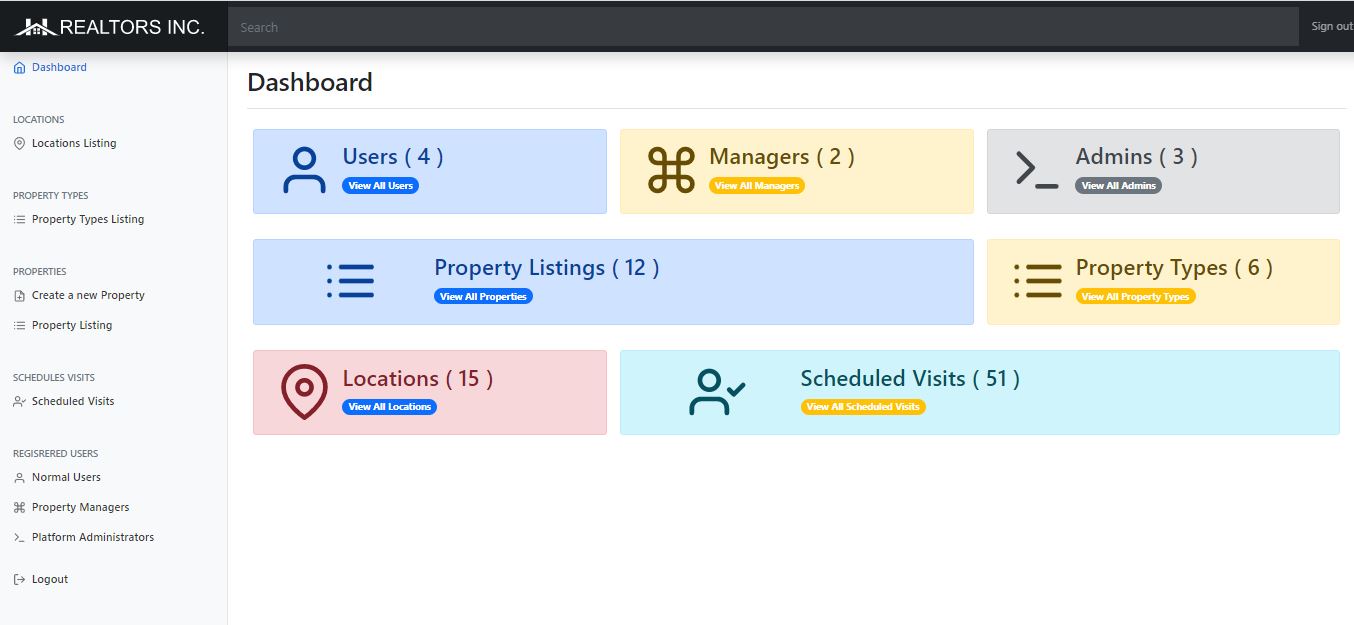 REALTORS INC.
Search
Sign out
Dashboard
LOCATIONS
Locations Listing
PROPERTY TYPES
Property Types Listing
PROPERTIES
Create a new Property
Property Listing
SCHEDULES VISITS
Scheduled Visits
REGISRERED USERS
Normal Users
Property Managers
Platform Administrators
Logout
Dashboard
Users ( 4 )
View All Users
Managers ( 2 )
View All Managers
Admins ( 3 )
View All Admins
Property Listings ( 12 )
View All Properties
Property Types ( 6 )
View All Property Types
Locations ( 15 )
View All Locations
Scheduled Visits ( 51 )
View All Scheduled Visits